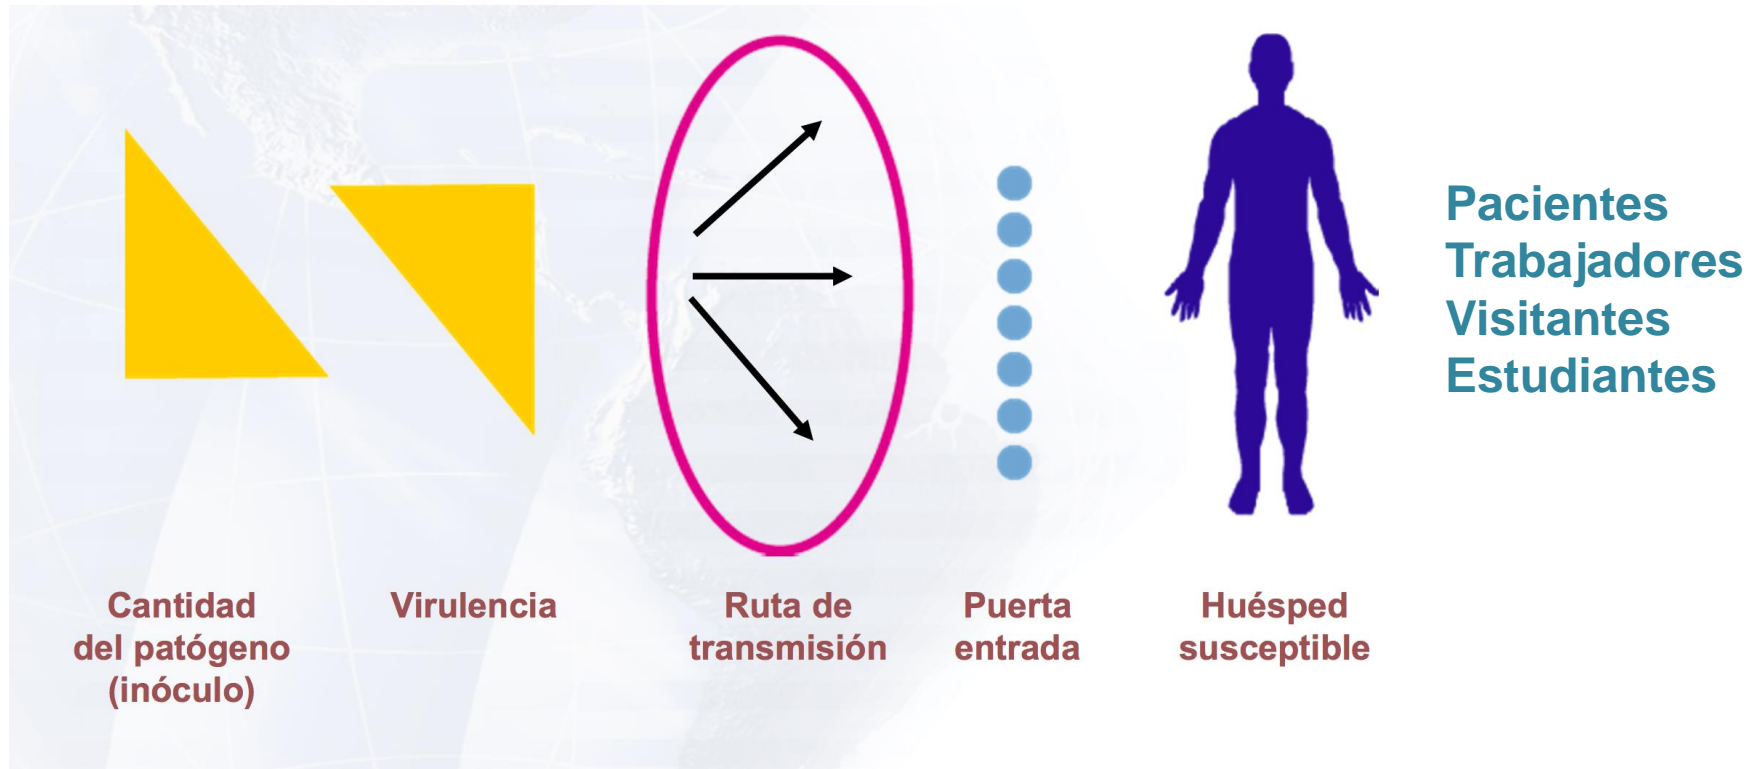 Pacientes
Trabajadores
Visitantes
Estudiantes
Cantidad
del patógeno
(inóculo)
Virulencia
Ruta de
transmisión
Puerta
entrada
Huésped
susceptible